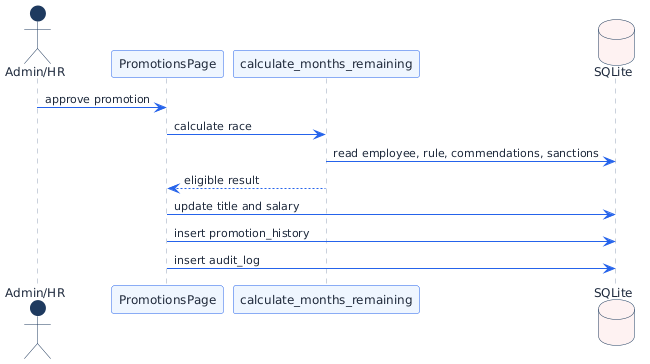 Admin/HR
PromotionsPage
calculate_months_remaining
SQLite
approve promotion
calculate race
read employee, rule, commendations, sanctions
eligible result
update title and salary
insert promotion_history
insert audit_log
Admin/HR
PromotionsPage
calculate_months_remaining
SQLite